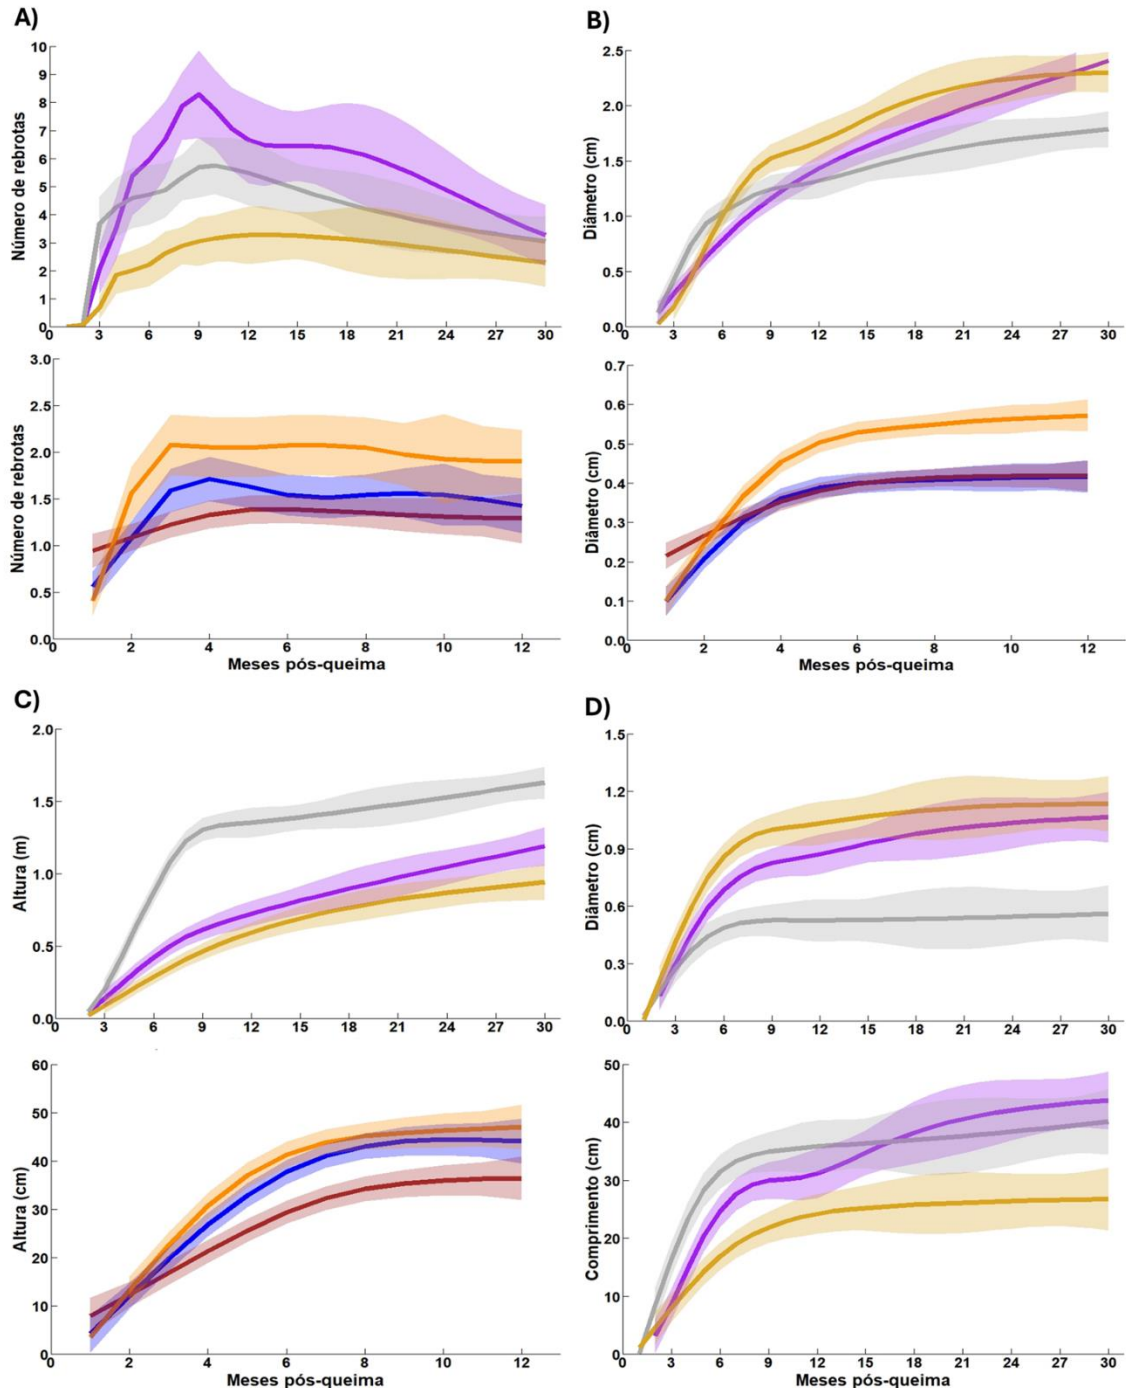 A)
10
9
8
7
6
5
4
3
2
1
0
Número de rebrotas
0 3 6 9 12 15 18 21 24 27 30
3.0
2.5
2.0
1.5
1.0
0.5
0.0
Número de rebrotas
0 2 4 6 8 10 12
Meses pós-queima
B)
2.5
2.0
1.5
1.0
0.5
0.0
Diâmetro (cm)
0 3 6 9 12 15 18 21 24 27 30
0.7
0.6
0.5
0.4
0.3
0.2
0.1
0.0
Diâmetro (cm)
0 2 4 6 8 10 12
Meses pós-queima
C)
2.0
1.5
1.0
0.5
0.0
Altura (m)
0 3 6 9 12 15 18 21 24 27 30
60
50
40
30
20
10
0
Altura (cm)
0 2 4 6 8 10 12
Meses pós-queima
D)
1.5
1.2
0.9
0.6
0.3
0.0
Diâmetro (cm)
0 3 6 9 12 15 18 21 24 27 30
50
40
30
20
10
0
Comprimento (cm)
0 3 6 9 12 15 18 21 24 27 30
Meses pós-queima